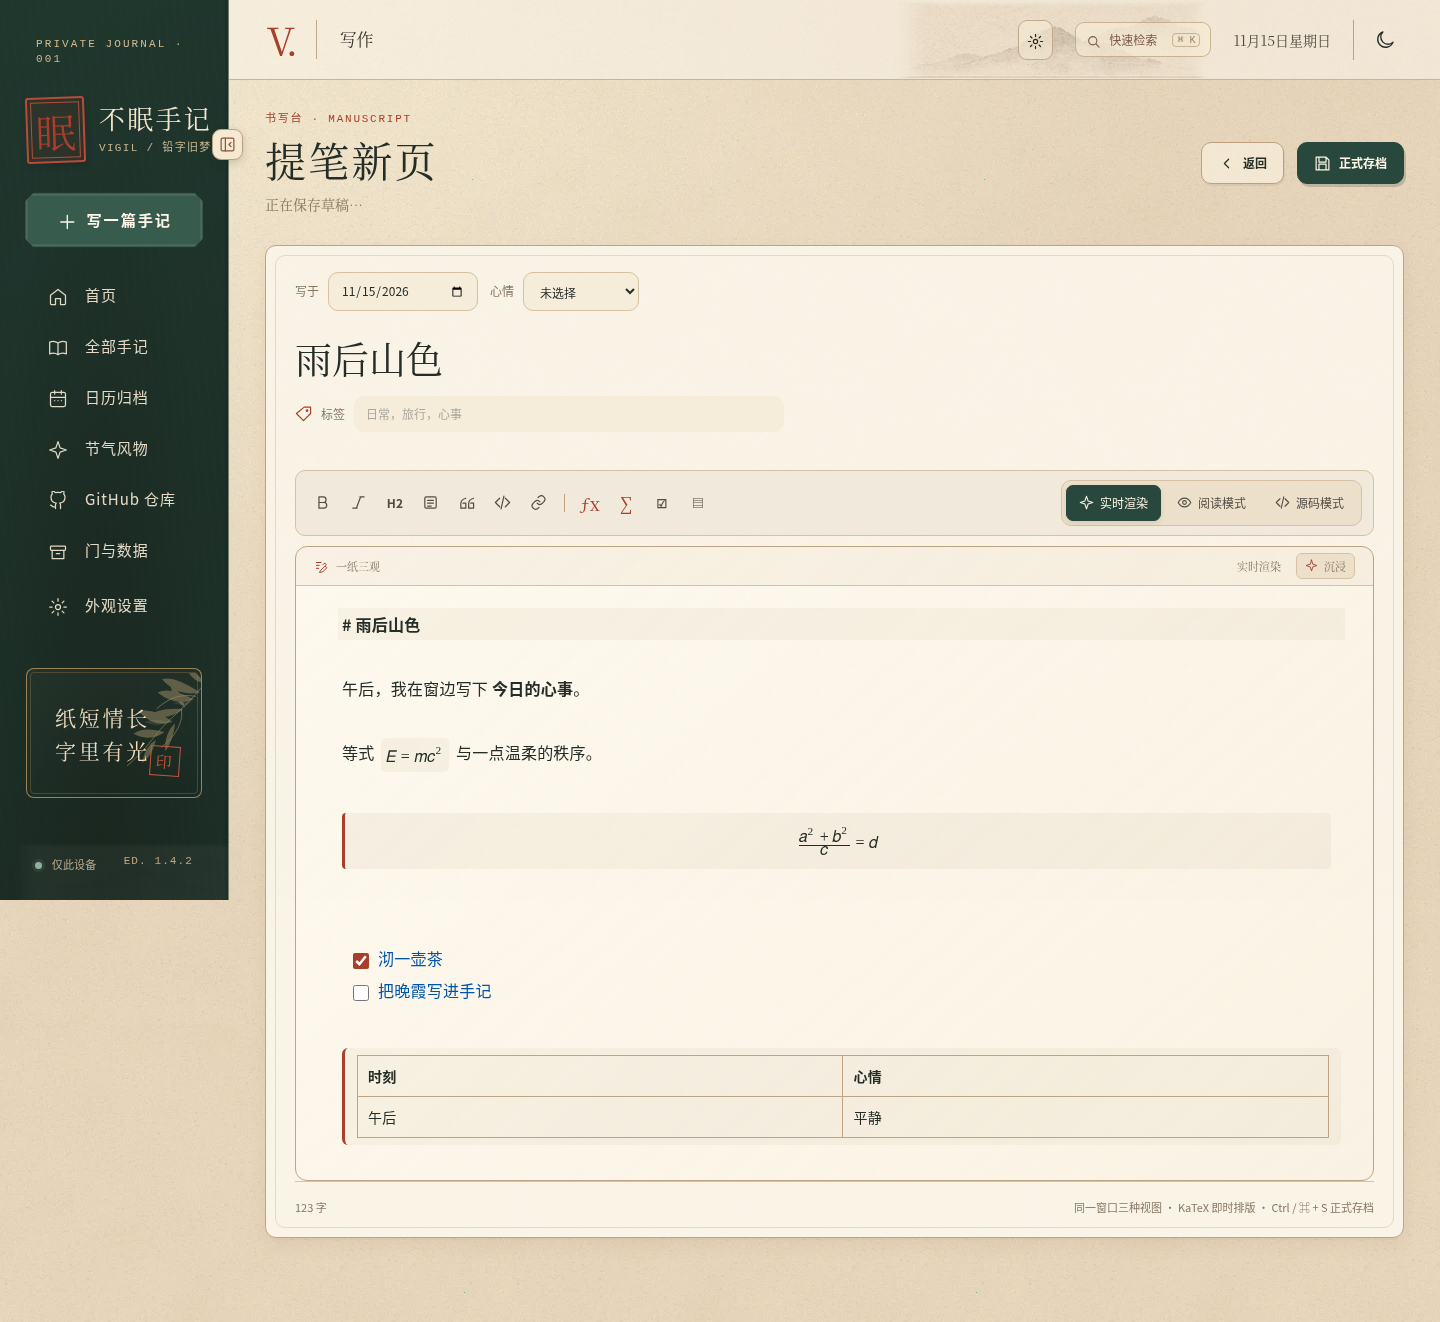 PRIVATE JOURNAL ·
001
眠
不眠手记
VIGIL / 铅字旧梦
写一篇手记
首页
全部手记
日历归档
节气风物
GitHub 仓库
门与数据
外观设置
纸短情长
字里有光
印
仅此设备
ED. 1.4.2
V.
写作
快速检索
⌘ K
11月15日星期日
书写台 · MANUSCRIPT
提笔新页
正在保存草稿…
返回
正式存档
写于
11/15/2026
心情
未选择
雨后山色
标签
日常，旅行，心事
H2
ƒx
∑
实时渲染
阅读模式
源码模式
一纸三观
实时渲染
沉浸
# 雨后山色
午后，我在窗边写下 今日的心事。
等式 E = mc² 与一点温柔的秩序。
a² + b²
c
= d
沏一壶茶
把晚霞写进手记
时刻 心情
午后 平静
123 字
同一窗口三种视图 · KaTeX 即时排版 · Ctrl / ⌘ + S 正式存档